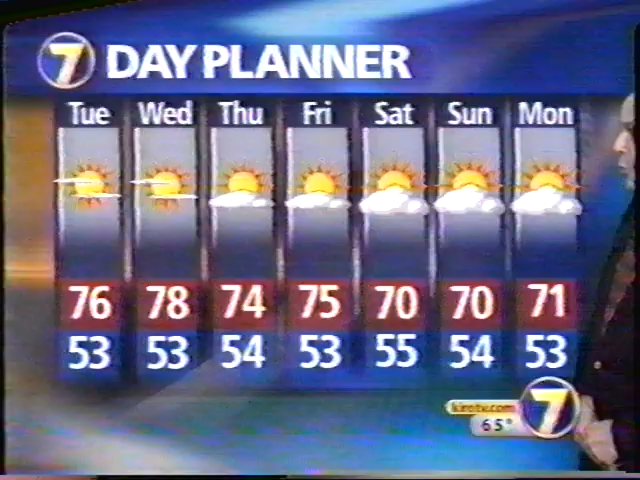 7 DAY PLANNER
Tue Wed Thu Fri Sat Sun Mon
76 78 74 75 70 70 71
53 53 54 53 55 54 53
kirotv.com 7
65°